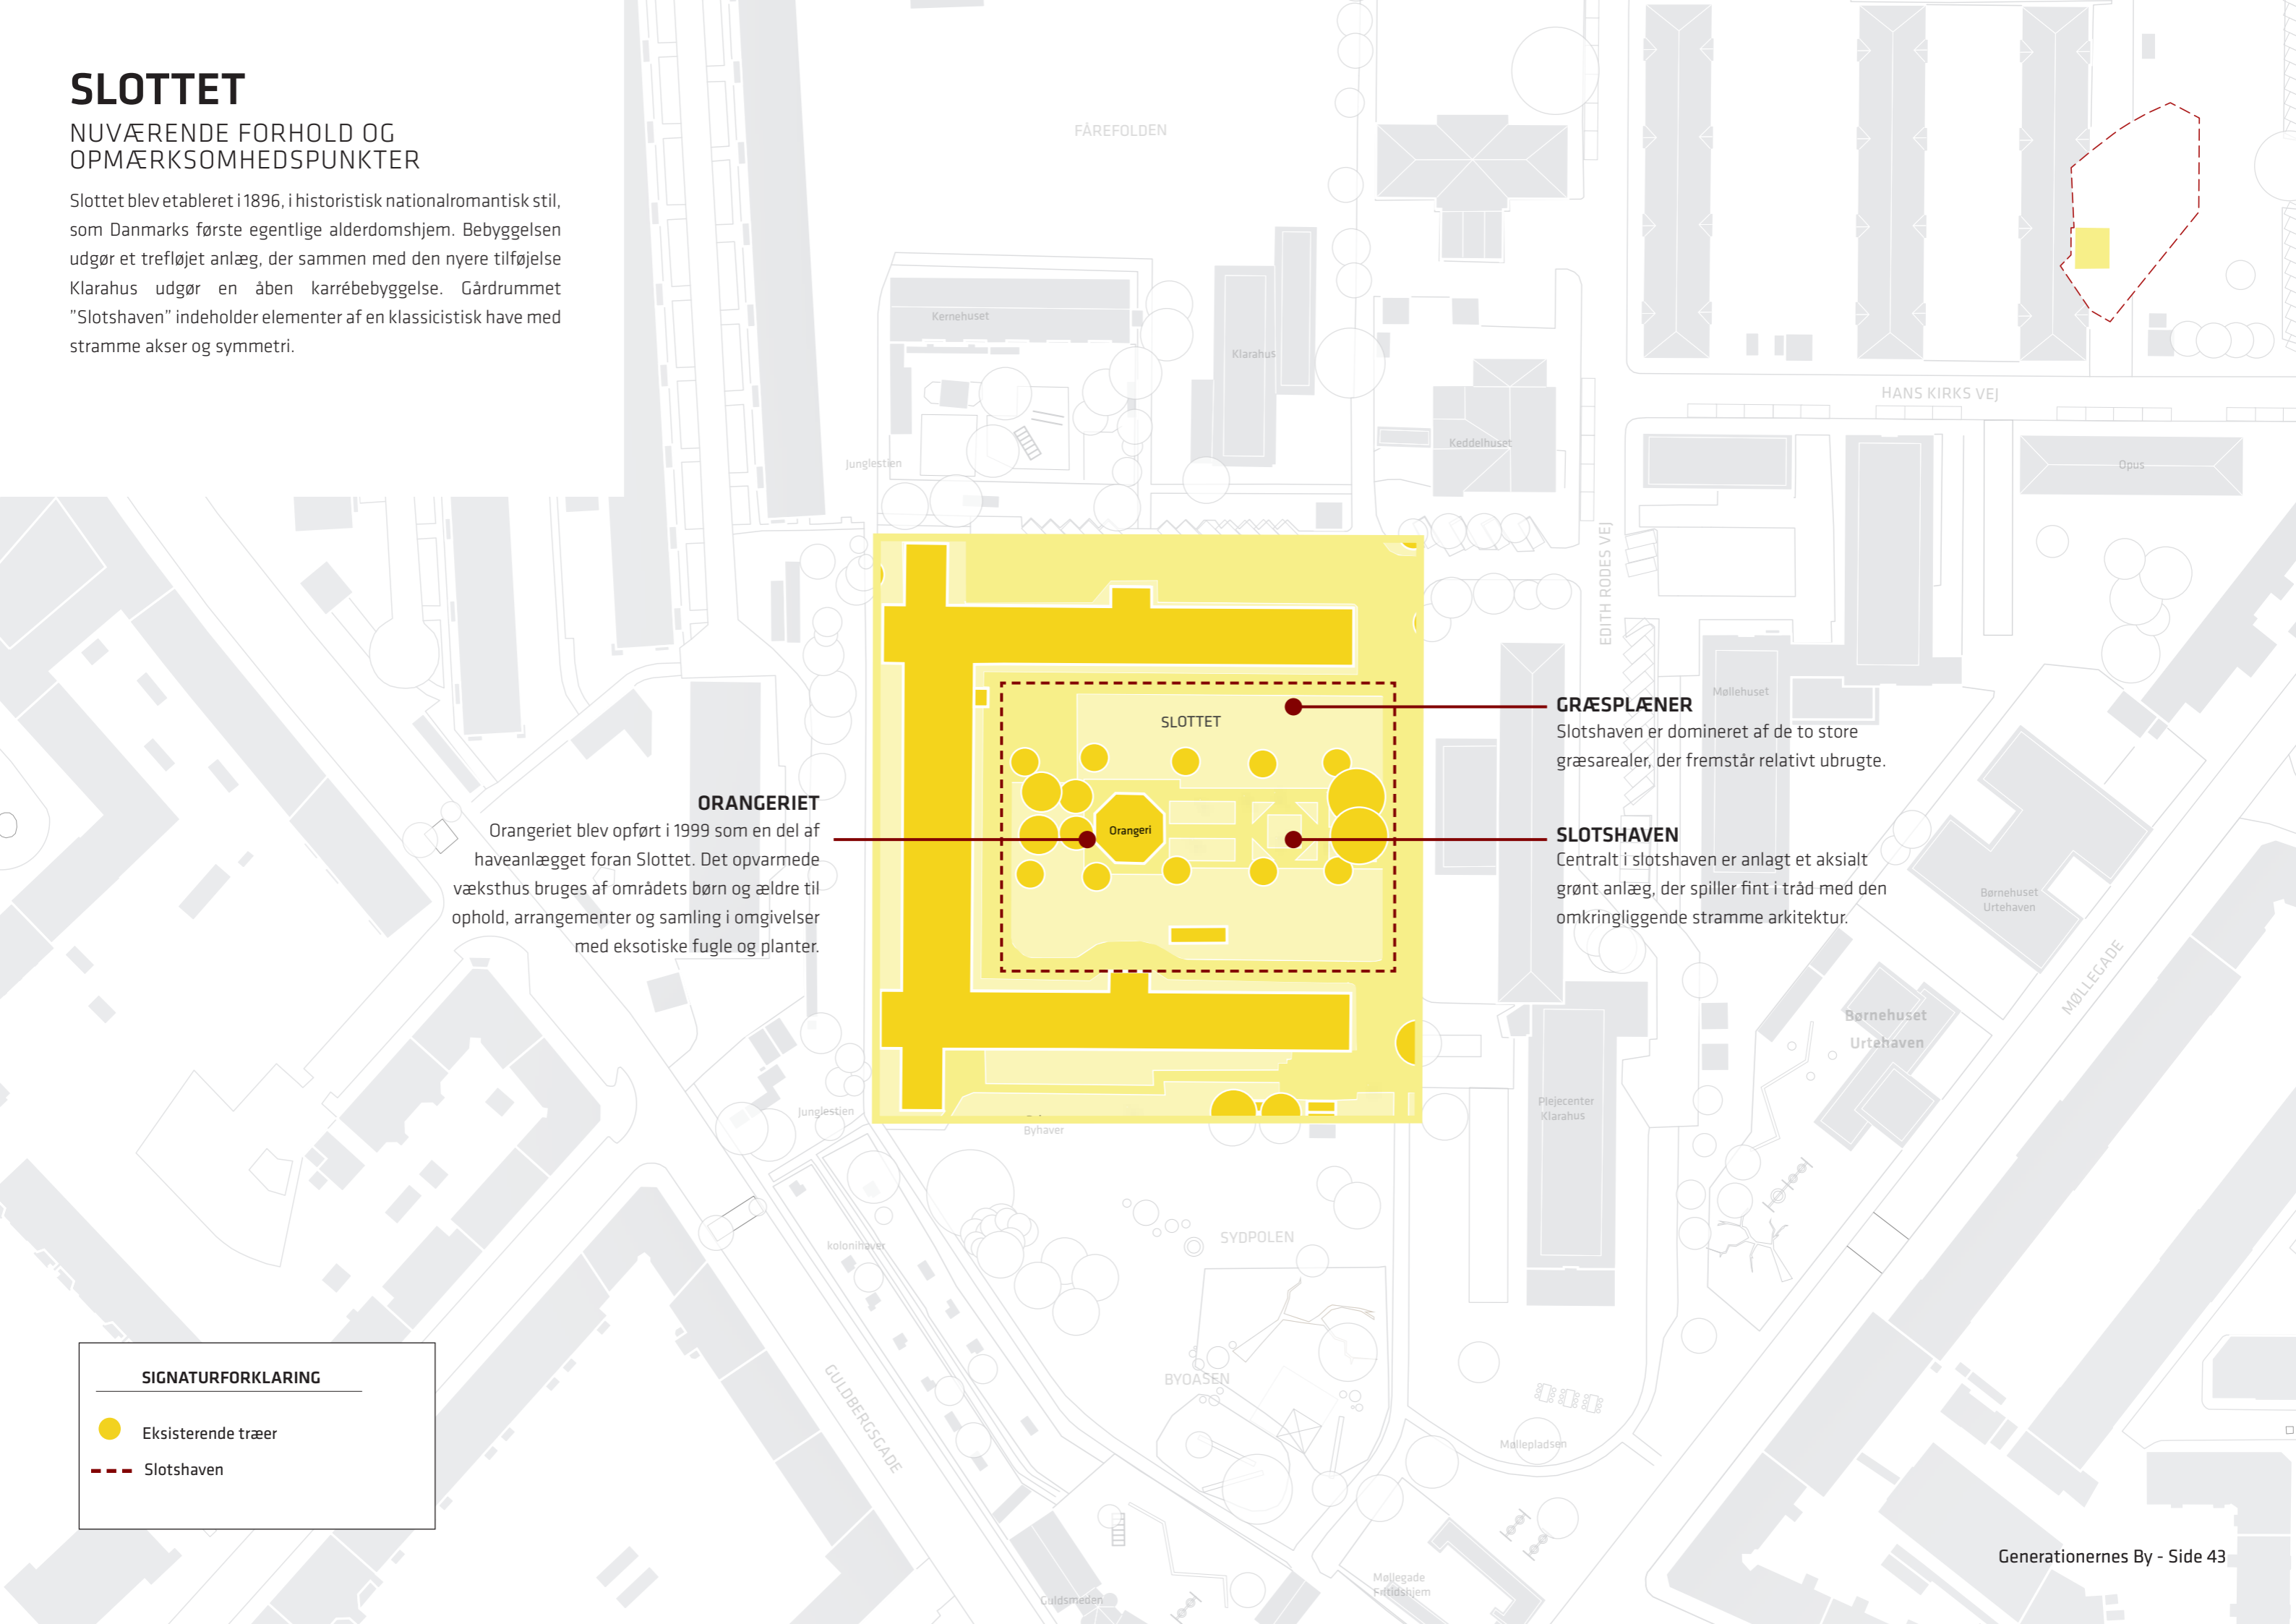 SLOTTET
NUVÆRENDE FORHOLD OG
OPMÆRKSOMHEDSPUNKTER
Slottet blev etableret i 1896, i historistisk nationalromantisk stil,
som Danmarks første egentlige alderdomshjem. Bebyggelsen
udgør et trefløjet anlæg, der sammen med den nyere tilføjelse
Klarahus udgør en åben karrébebyggelse. Gårdrummet
”Slotshaven” indeholder elementer af en klassicistisk have med
stramme akser og symmetri.
FÅREFOLDEN
Kernehuset
Klarahus
Keddelhuset
Junglestien
HANS KIRKS VEJ
Opus
EDITH RODES VEJ
Møllehuset
SLOTTET
Orangeri
GRÆSPLÆNER
Slotshaven er domineret af de to store
græsarealer, der fremstår relativt ubrugte.
ORANGERIET
Orangeriet blev opført i 1999 som en del af
haveanlægget foran Slottet. Det opvarmede
væksthus bruges af områdets børn og ældre til
ophold, arrangementer og samling i omgivelser
med eksotiske fugle og planter.
SLOTSHAVEN
Centralt i slotshaven er anlagt et aksialt
grønt anlæg, der spiller fint i tråd med den
omkringliggende stramme arkitektur.
Børnehuset
Urtehaven
MØLLEGADE
Børnehuset
Urtehaven
Plejecenter
Klarahus
Junglestien
Byhaver
kolonihaver
SYDPOLEN
BYOASEN
GULDBERGSGADE
Møllepladsen
Møllegade
Fritidshjem
Guldsmeden
SIGNATURFORKLARING
Eksisterende træer
Slotshaven
Generationernes By - Side 43